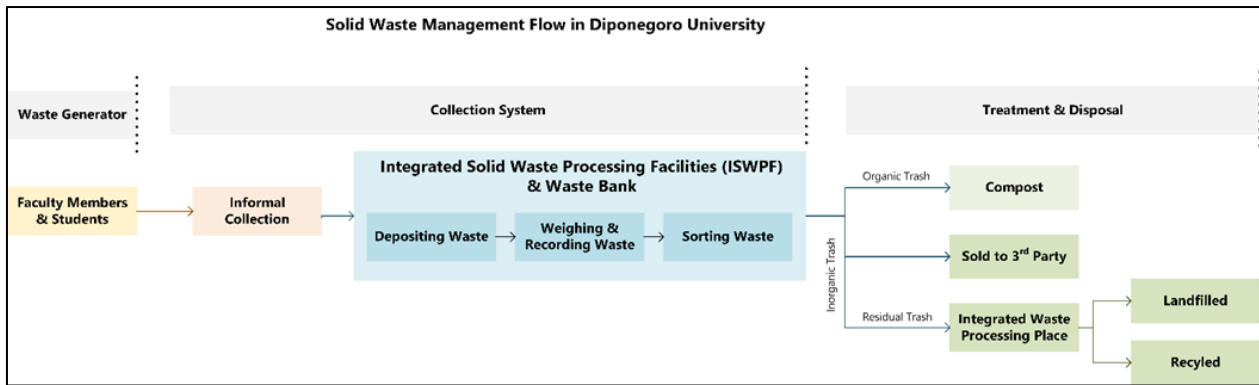 Solid Waste Management Flow in Diponegoro University
Waste Generator
Collection System
Treatment & Disposal
Faculty Members
& Students
Informal
Collection
Integrated Solid Waste Processing Facilities (ISWPF)
& Waste Bank
Depositing Waste
Weighing &
Recording Waste
Sorting Waste
Organic Trash
Inorganic Trash
Residual Trash
Compost
Sold to 3rd Party
Integrated Waste
Processing Place
Landfilled
Recyled